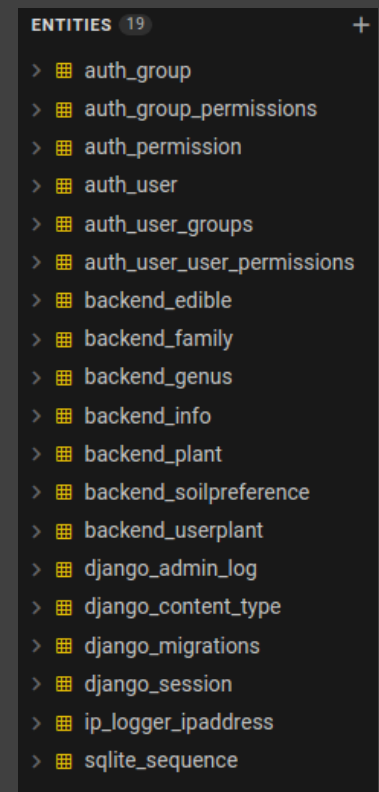 ENTITIES 19
auth_group
auth_group_permissions
auth_permission
auth_user
auth_user_groups
auth_user_user_permissions
backend_edible
backend_family
backend_genus
backend_info
backend_plant
backend_soilpreference
backend_userplant
django_admin_log
django_content_type
django_migrations
django_session
ip_logger_ipaddress
sqlite_sequence